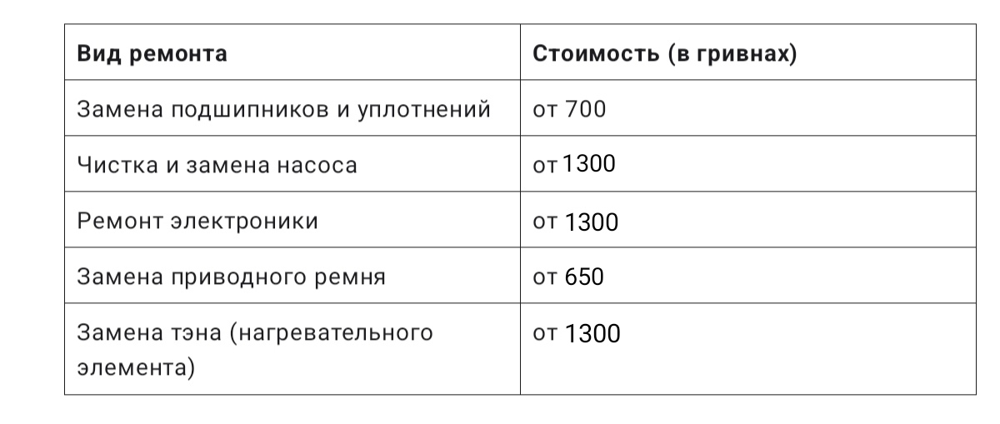 Вид ремонта Стоимость (в гривнах)
Замена подшипников и уплотнений от 700
Чистка и замена насоса от 1300
Ремонт электроники от 1300
Замена приводного ремня от 650
Замена тэна (нагревательного от 1300
элемента)